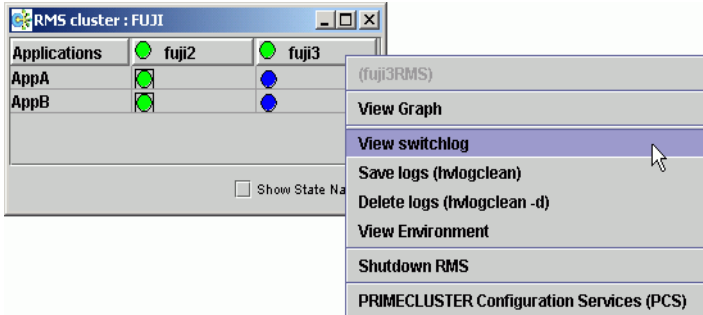 RMS cluster : FUJI
Applications fuji2 fuji3
AppA
AppB
Show State Na
(fuji3RMS)
View Graph
View switchlog
Save logs (hvlogclean)
Delete logs (hvlogclean -d)
View Environment
Shutdown RMS
PRIMECLUSTER Configuration Services (PCS)